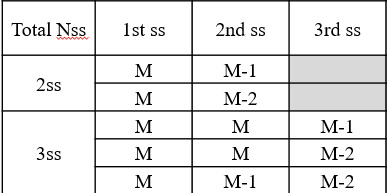 Total Nss 1st ss 2nd ss 3rd ss
2ss M M-1
M M-2
3ss M M M-1
M M M-2
M M-1 M-2